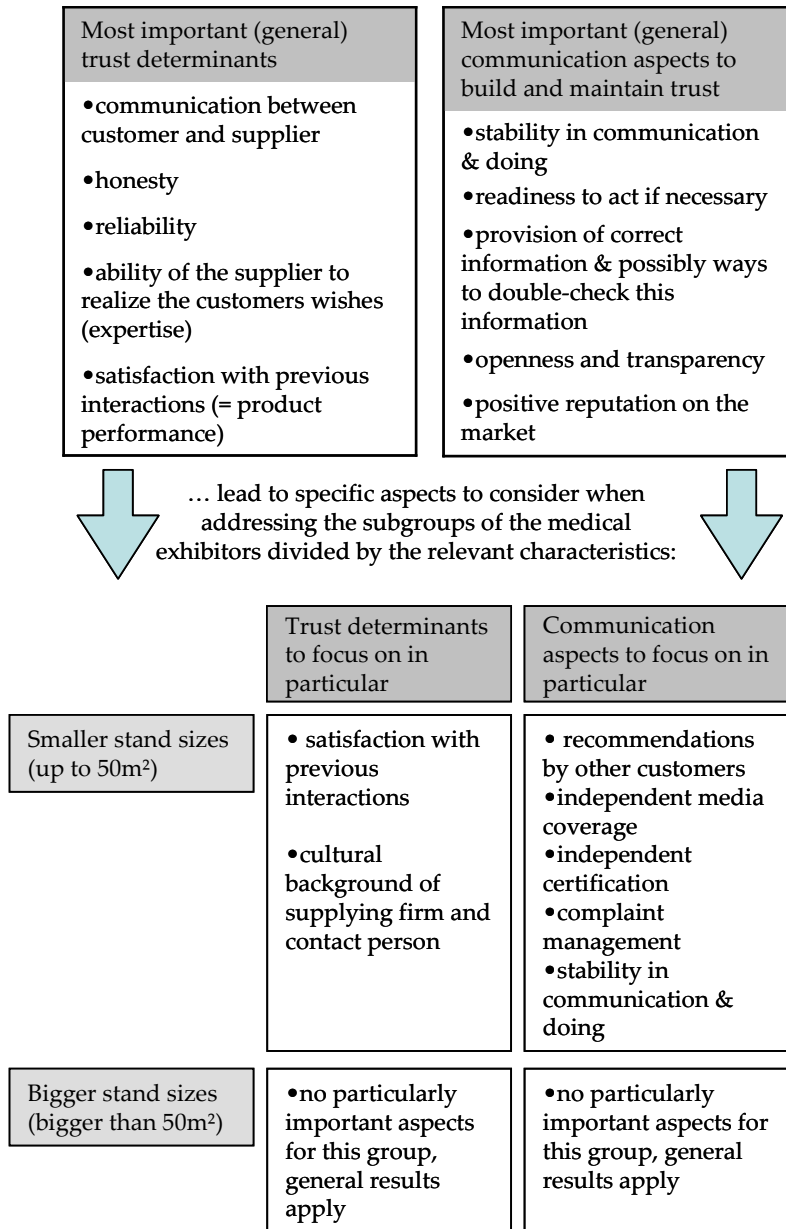 Most important (general)
trust determinants
•communication between
customer and supplier
•honesty
•reliability
•ability of the supplier to
realize the customers wishes
(expertise)
•satisfaction with previous
interactions (= product
performance)
Most important (general)
communication aspects to
build and maintain trust
•stability in communication
& doing
•readiness to act if necessary
•provision of correct
information & possibly ways
to double-check this
information
•openness and transparency
•positive reputation on the
market
… lead to specific aspects to consider when
addressing the subgroups of the medical
exhibitors divided by the relevant characteristics:
Trust determinants
to focus on in
particular
Communication
aspects to focus on in
particular
Smaller stand sizes
(up to 50m²)
• satisfaction with
previous
interactions
•cultural
background of
supplying firm and
contact person
• recommendations
by other customers
•independent media
coverage
•independent
certification
•complaint
management
•stability in
communication &
doing
Bigger stand sizes
(bigger than 50m²)
•no particularly
important aspects
for this group,
general results
apply
•no particularly
important aspects for
this group, general
results apply